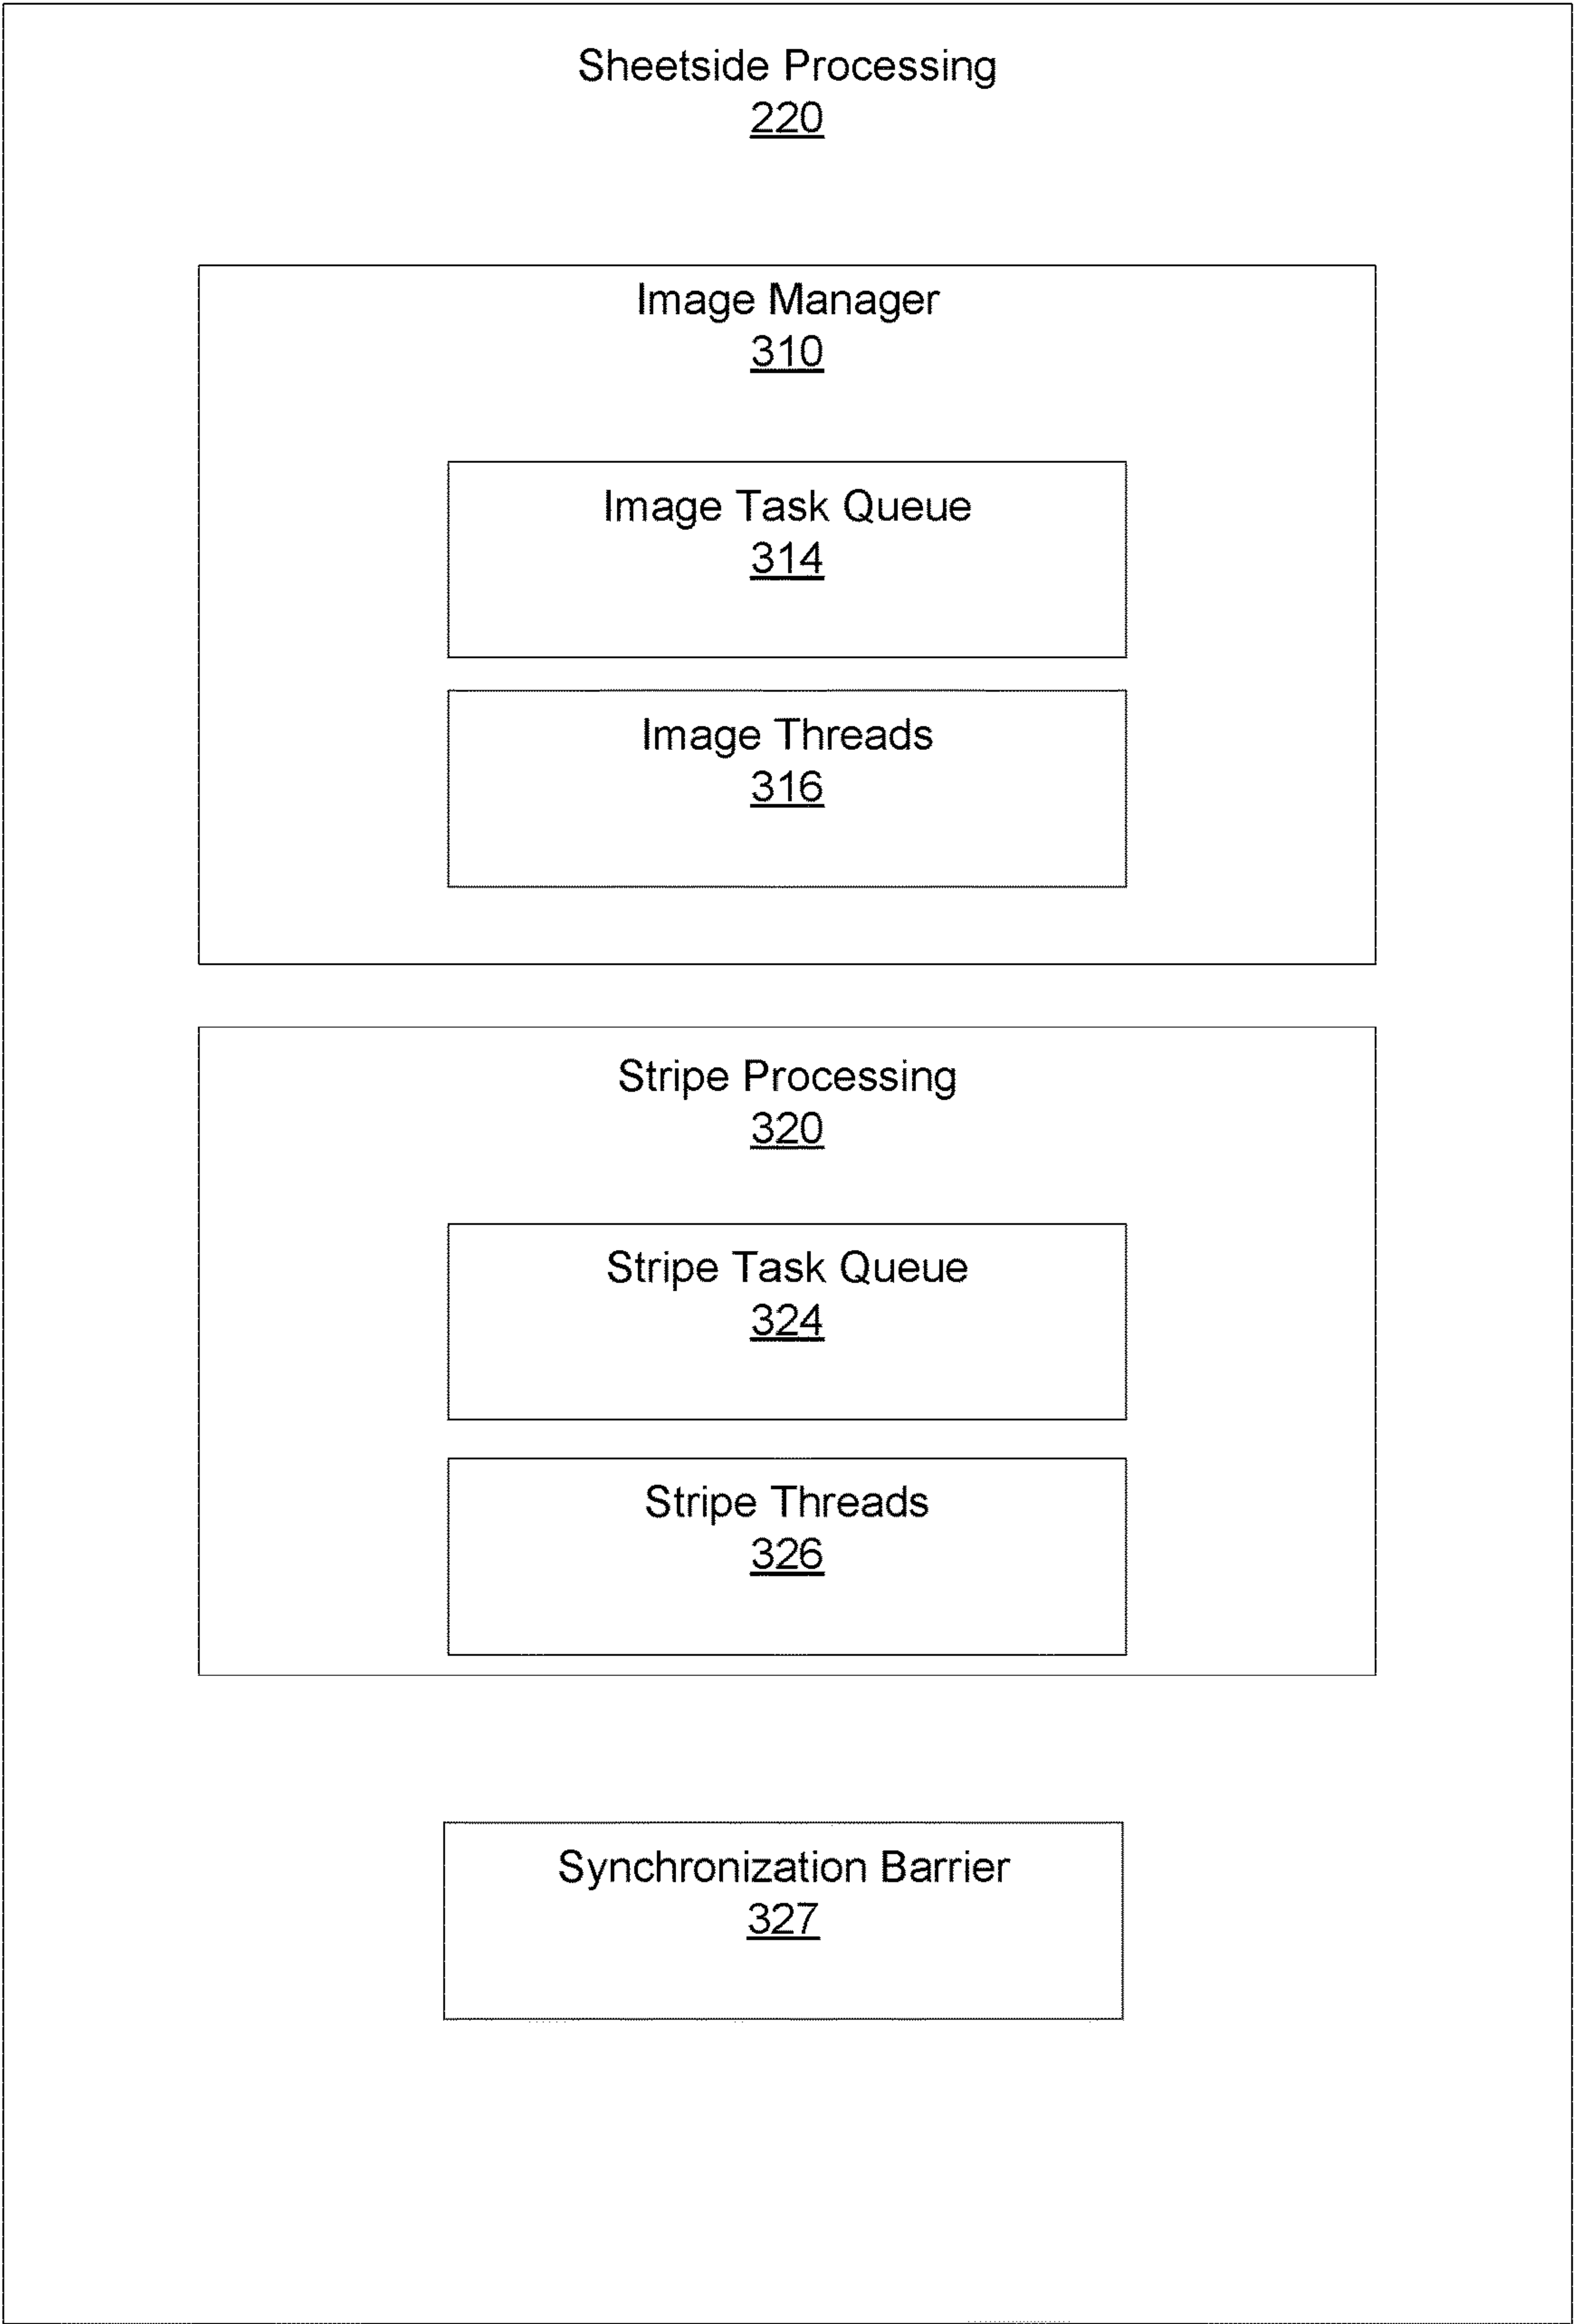 Sheetside Processing
220
Image Manager
310
Image Task Queue
314
Image Threads
316
Stripe Processing
320
Stripe Task Queue
324
Stripe Threads
326
Synchronization Barrier
327